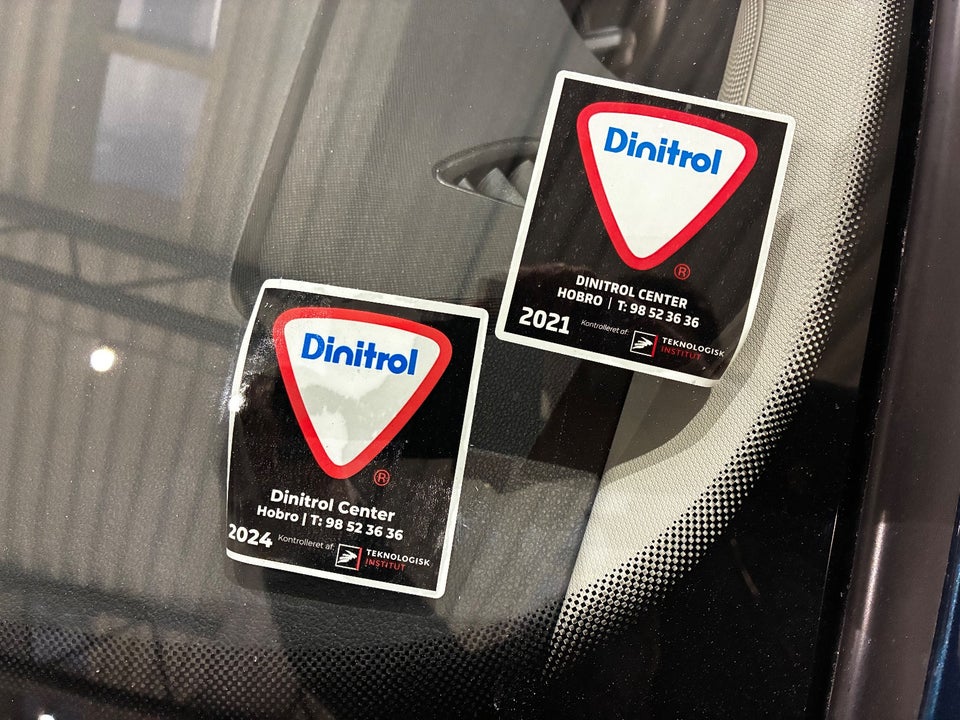 Dinitrol
®
DINITROL CENTER
HOBRO | T: 98 52 36 36
2021 Kontrolleret af: TEKNOLOGISK
INSTITUT
Dinitrol
®
Dinitrol Center
Hobro | T: 98 52 36 36
2024 Kontrolleret af: TEKNOLOGISK
INSTITUT